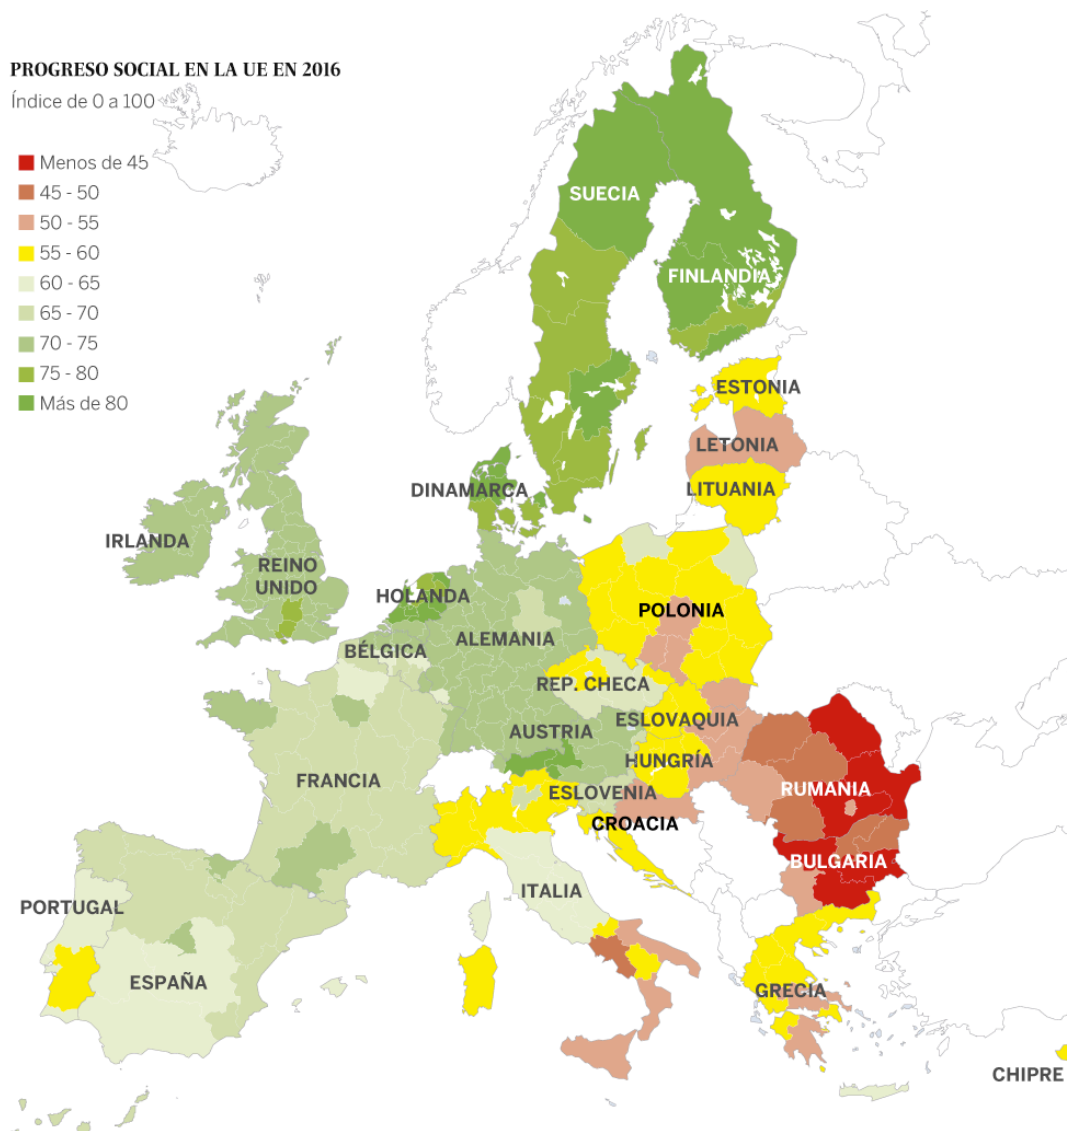 PROGRESO SOCIAL EN LA UE EN 2016
Índice de 0 a 100
Menos de 45
45 - 50
50 - 55
55 - 60
60 - 65
65 - 70
70 - 75
75 - 80
Más de 80
SUECIA
FINLANDIA
ESTONIA
LETONIA
LITUANIA
DINAMARCA
IRLANDA
REINO
UNIDO
HOLANDA
POLONIA
ALEMANIA
BÉLGICA
REP. CHECA
ESLOVAQUIA
AUSTRIA
HUNGRÍA
FRANCIA
ESLOVENIA
RUMANIA
CROACIA
BULGARIA
ITALIA
PORTUGAL
ESPAÑA
GRECIA
CHIPRE